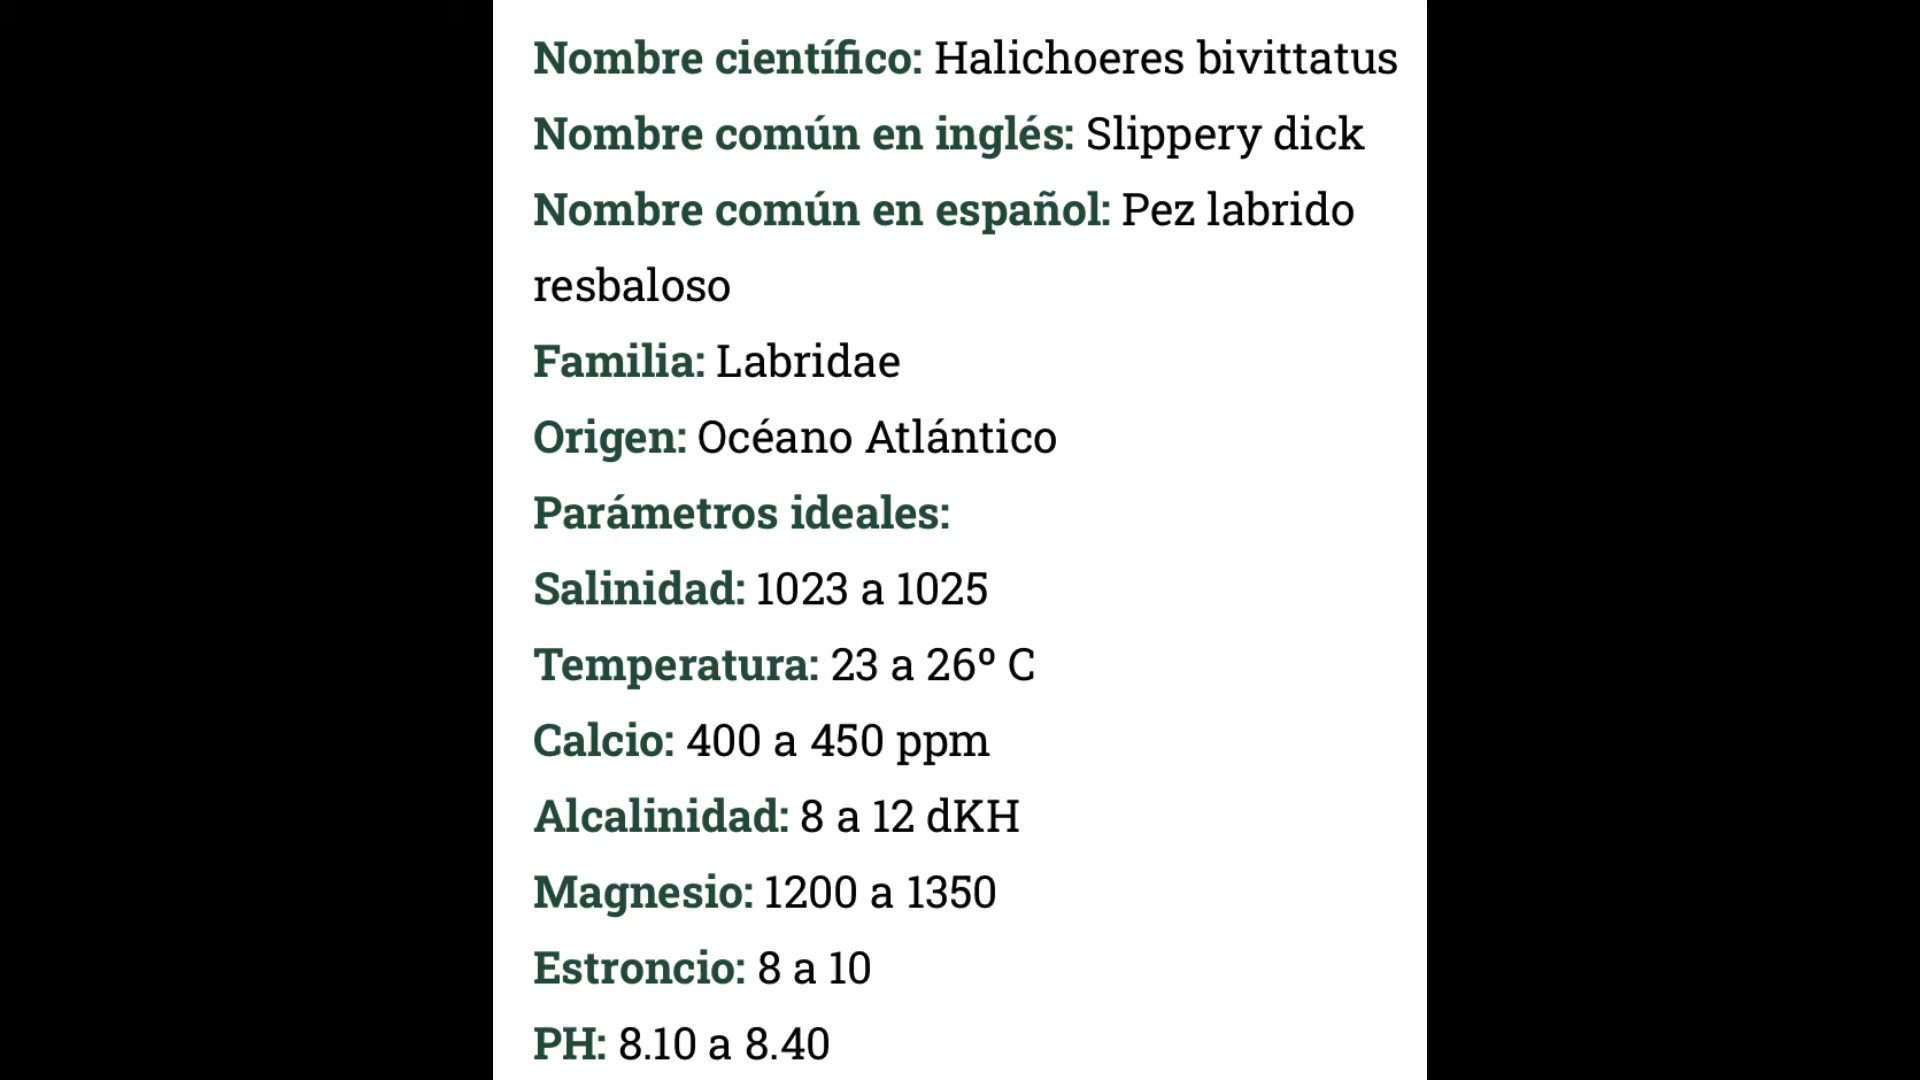 Nombre científico: Halichoeres bivittatus
Nombre común en inglés: Slippery dick
Nombre común en español: Pez labrido
resbaloso
Familia: Labridae
Origen: Océano Atlántico
Parámetros ideales:
Salinidad: 1023 a 1025
Temperatura: 23 a 26º C
Calcio: 400 a 450 ppm
Alcalinidad: 8 a 12 dKH
Magnesio: 1200 a 1350
Estroncio: 8 a 10
PH: 8.10 a 8.40